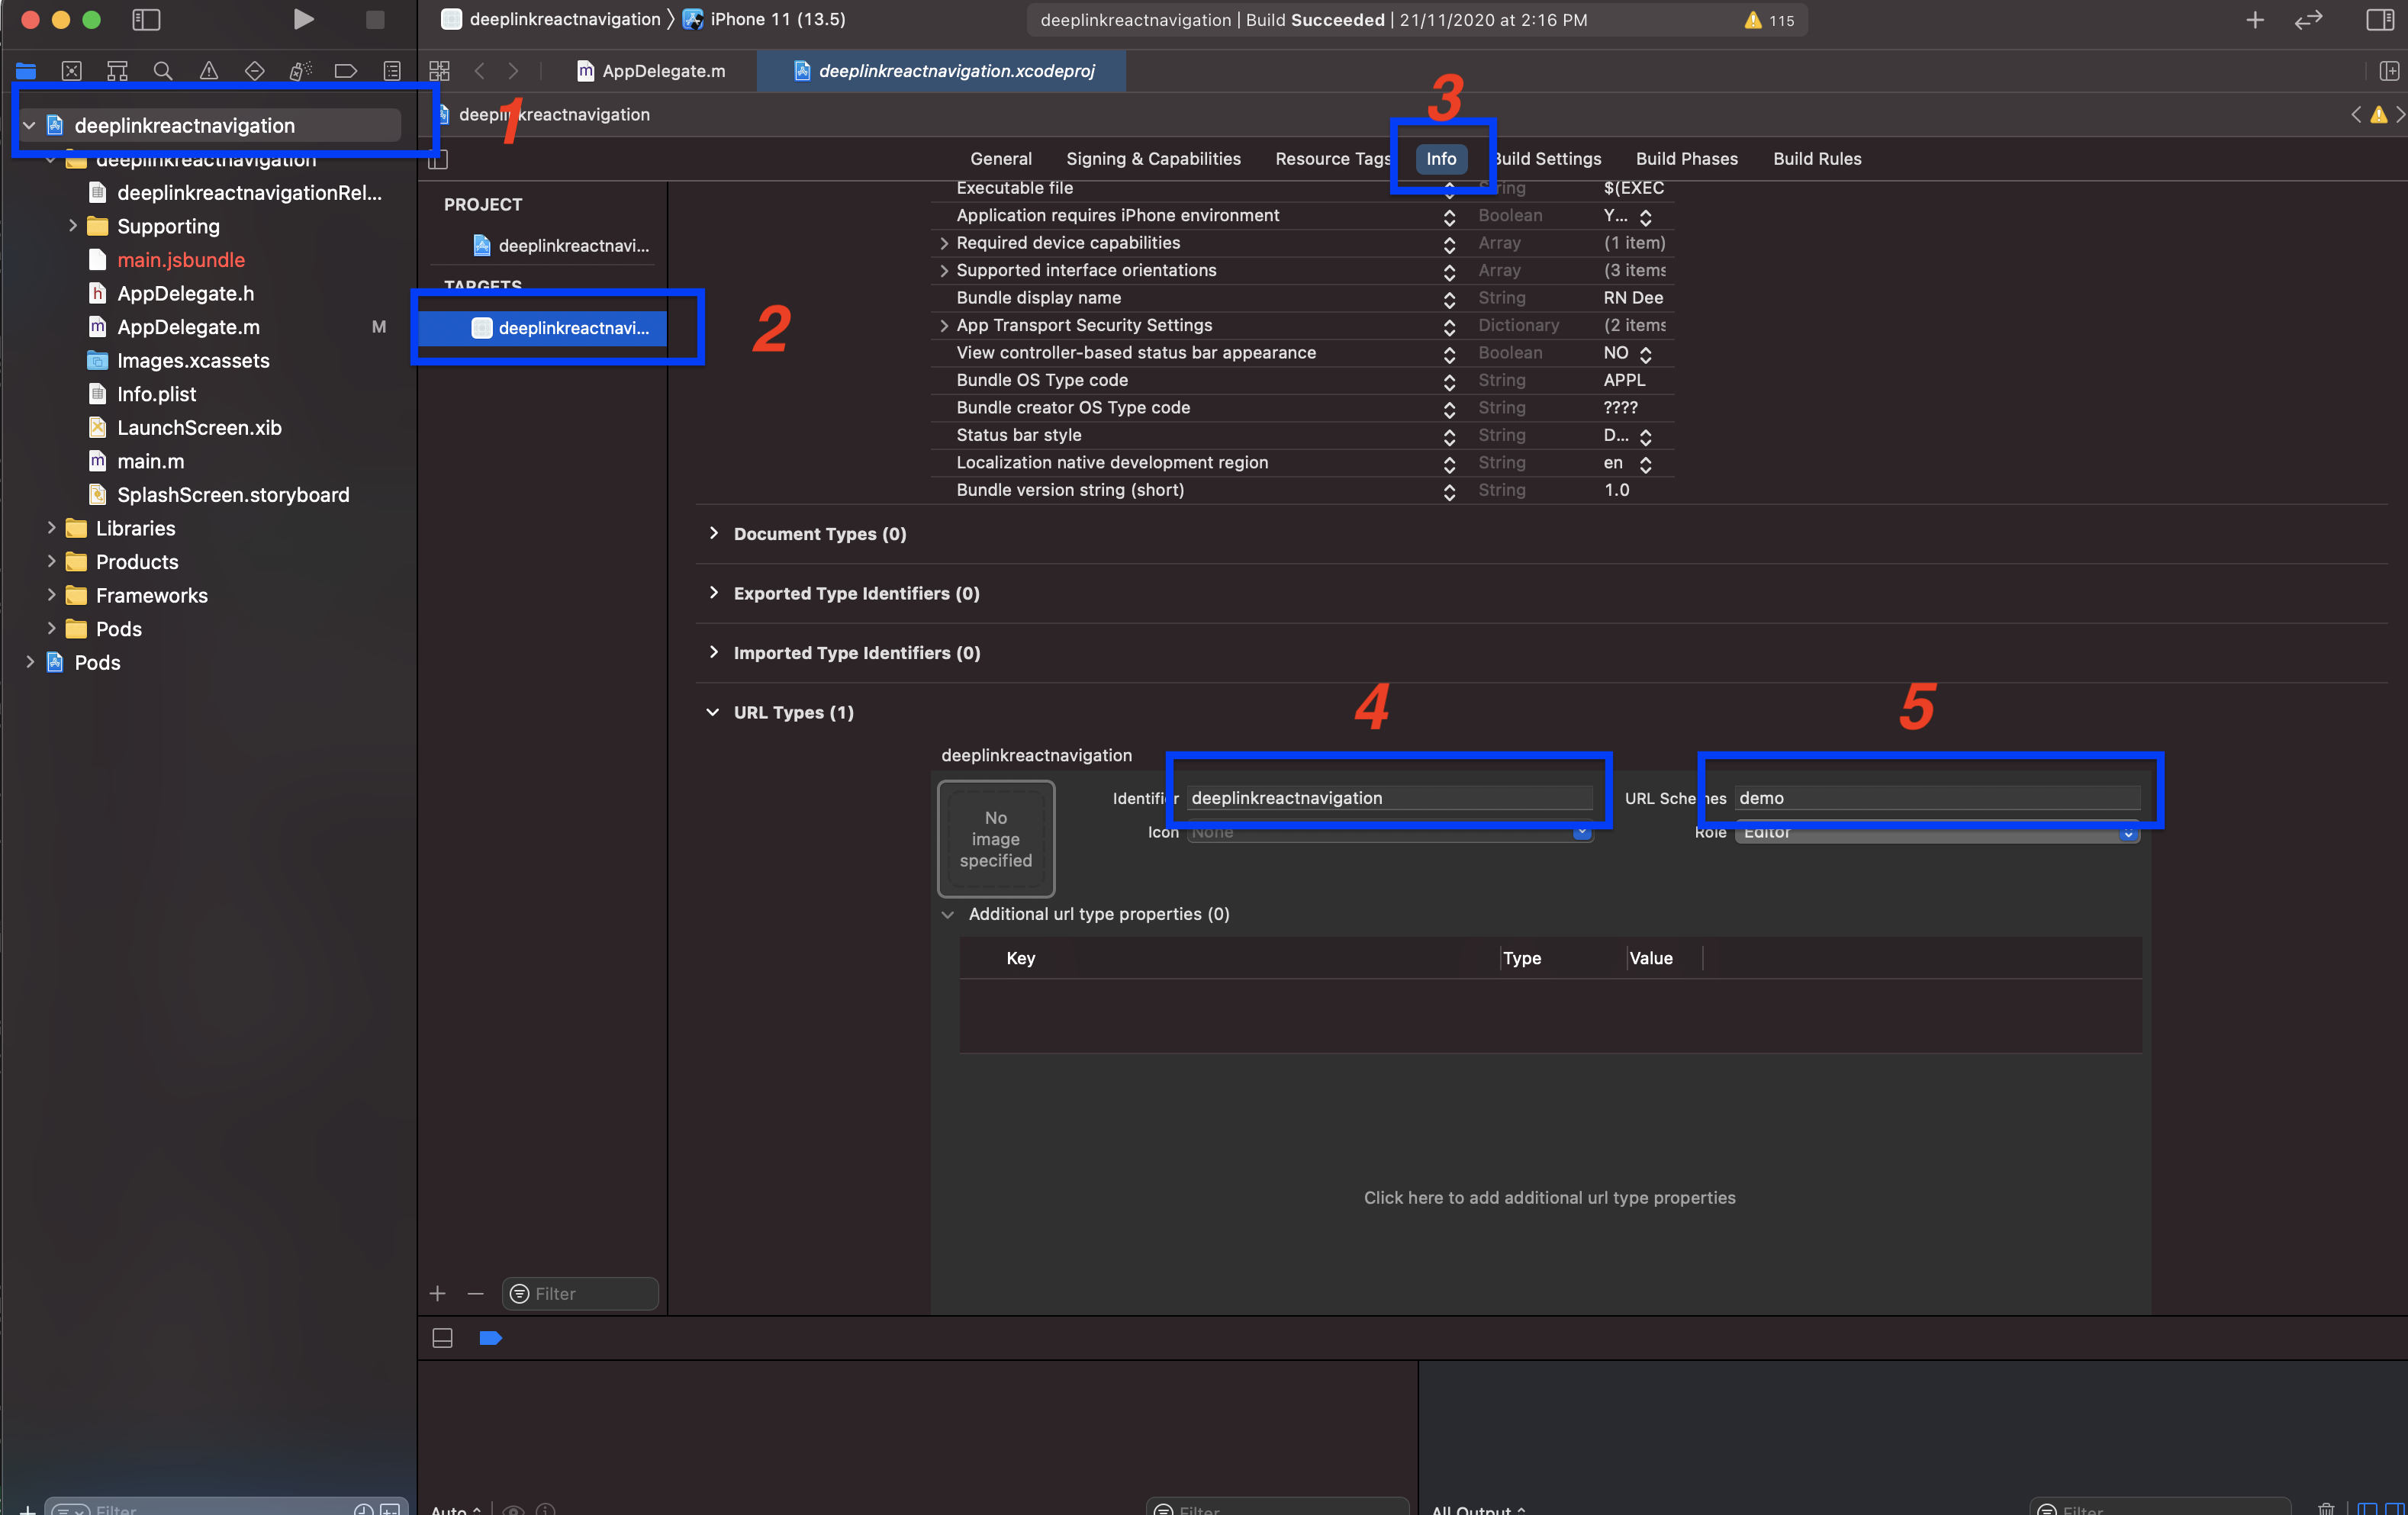 deeplinkreactnavigation
iPhone 11 (13.5)
deeplinkreactnavigation | Build Succeeded | 21/11/2020 at 2:16 PM
115
AppDelegate.m
deeplinkreactnavigation.xcodeproj
deeplinkreactnavigation
deeplinkreactnavigation
deeplinkreactnavigationRel...
Supporting
main.jsbundle
AppDelegate.h
AppDelegate.m
M
Images.xcassets
Info.plist
LaunchScreen.xib
main.m
SplashScreen.storyboard
Libraries
Products
Frameworks
Pods
Pods
1
deeplinkreactnavigation
3
General
Signing & Capabilities
Resource Tags
Info
Build Settings
Build Phases
Build Rules
PROJECT
deeplinkreactnavi...
TARGETS
deeplinkreactnavi...
2
Executable file String $(EXEC
Application requires iPhone environment Boolean Y...
Required device capabilities Array (1 item)
Supported interface orientations Array (3 items
Bundle display name String RN Dee
App Transport Security Settings Dictionary (2 items
View controller-based status bar appearance Boolean NO
Bundle OS Type code String APPL
Bundle creator OS Type code String ????
Status bar style String D...
Localization native development region String en
Bundle version string (short) String 1.0
Document Types (0)
Exported Type Identifiers (0)
Imported Type Identifiers (0)
URL Types (1)
4
5
deeplinkreactnavigation
No
image
specified
Identifier deeplinkreactnavigation
URL Schemes demo
Icon None
Role Editor
Additional url type properties (0)
Key Type Value
Click here to add additional url type properties
Filter
Filter
Auto
Filter
All Output
Filter